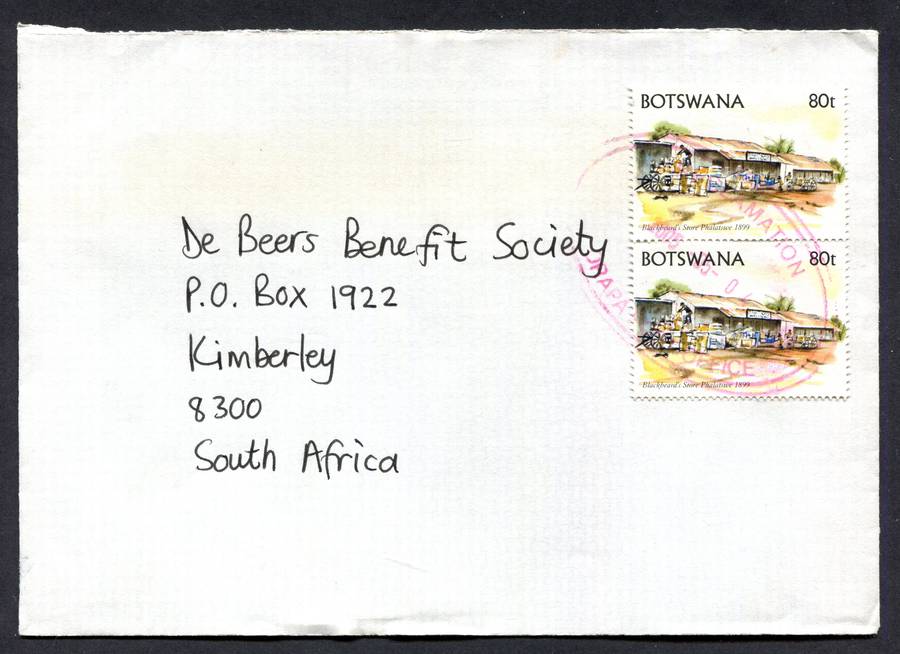 BOTSWANA 80t
Blackbeard's Store Phalatswe 1899
BOTSWANA 80t
Blackbeard's Store Phalatswe 1899
OFFICE
De Beers Benefit Society
P.O. Box 1922
Kimberley
8300
South Africa